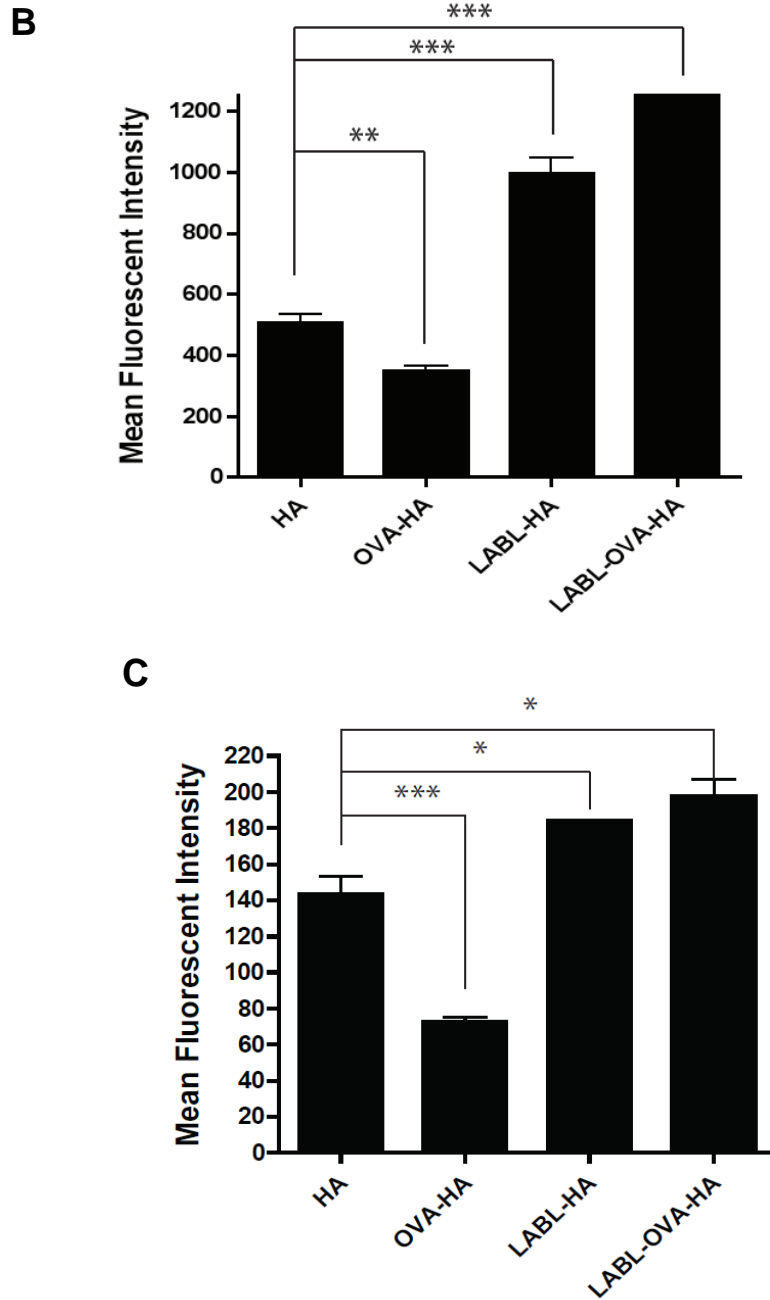 B
***
***
**
Mean Fluorescent Intensity
1200
1000
800
600
400
200
0
HA
OVA-HA
LABL-HA
LABL-OVA-HA
C
*
*
***
Mean Fluorescent Intensity
220
200
180
160
140
120
100
80
60
40
20
0
HA
OVA-HA
LABL-HA
LABL-OVA-HA